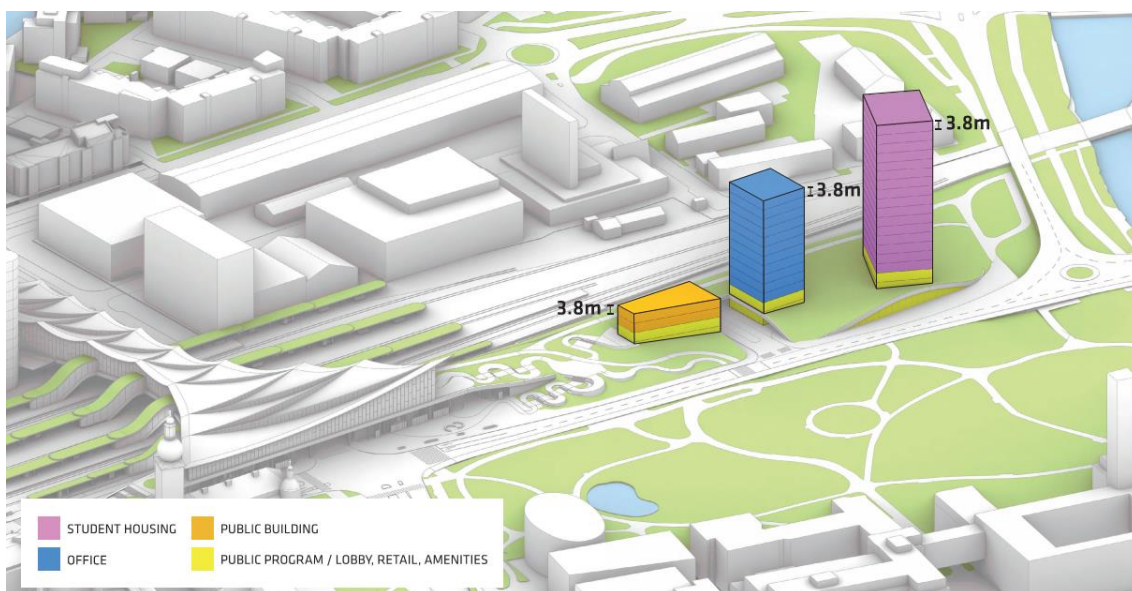 3.8m
3.8m
3.8m
STUDENT HOUSING
PUBLIC BUILDING
OFFICE
PUBLIC PROGRAM / LOBBY, RETAIL, AMENITIES